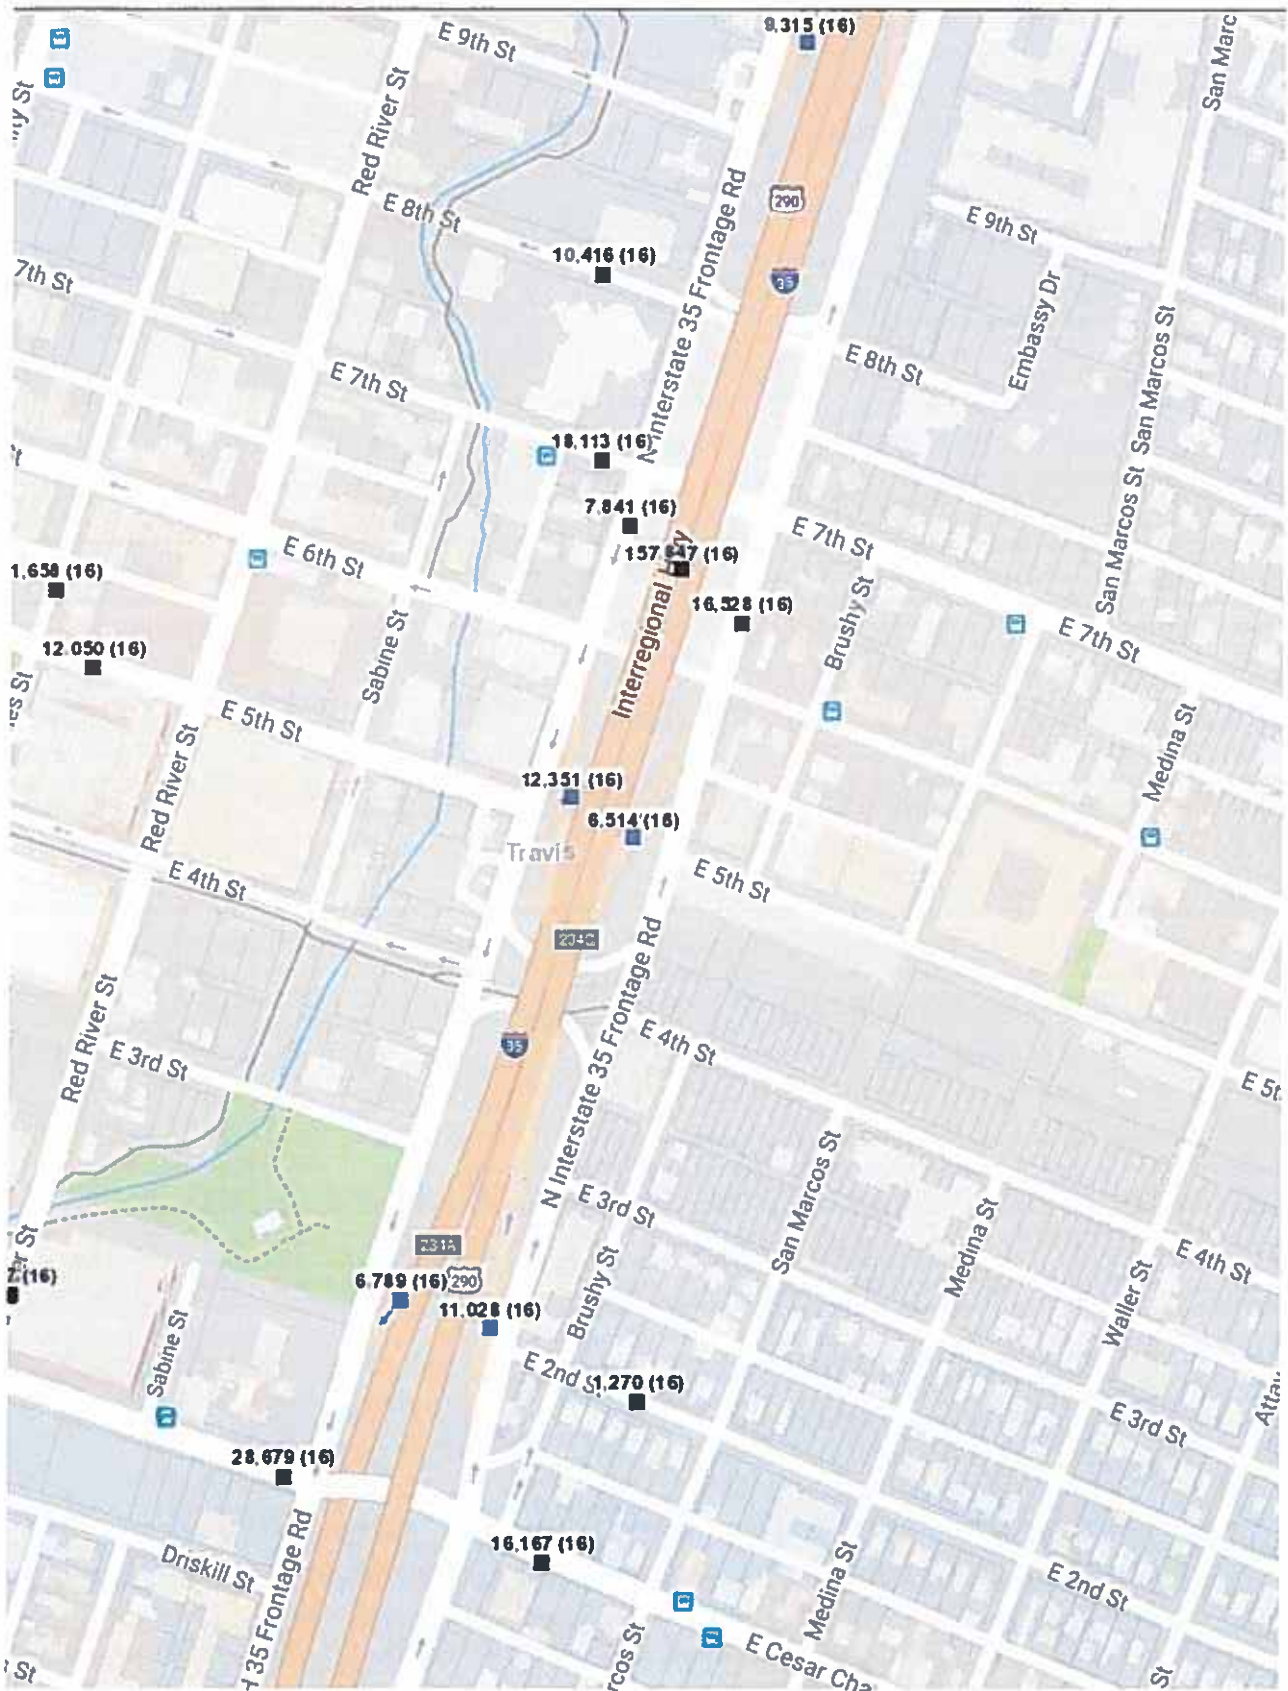 9,315 (16)
E 9th St
San Marc
Red River St
290
E 8th St
E 9th St
N Interstate 35 Frontage Rd
10,416 (16)
7th St
35
Embassy Dr
San Marcos St
E 8th St
E 7th St
18,113 (16)
7,841 (16)
E 7th St
San Marcos St
E 6th St
(16)
1,658 (16)
Interregional
16,528 (16)
Brushy St
E 7th St
12,050 (16)
Sabine St
E 5th St
Medina St
Red River St
12,351 (16)
6,514 (16)
Travis
E 4th St
E 5th St
N Interstate 35 Frontage Rd
Red River St
35
E 4th St
E 3rd St
E 5t
San Marcos St
E 3rd St
Medina St
E 4th St
Waller St
(16)
6,789 (16)
290
11,028 (16)
Brushy St
Sabine St
E 2nd S
1,270 (16)
E 3rd St
28,679 (16)
16,167 (16)
Driskill St
H 35 Frontage Rd
Medina St
E 2nd St
rcos St
E Cesar Cha
St
St